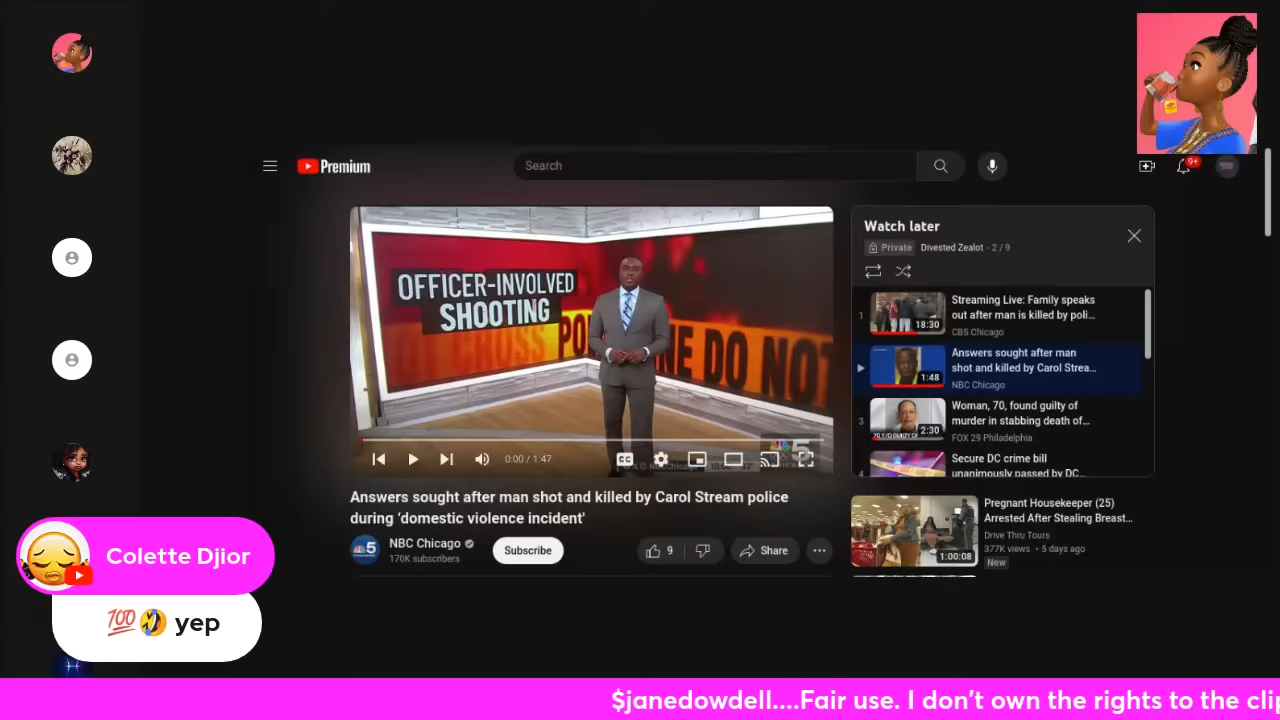 Premium
Search
9+
OFFICER-INVOLVED
SHOOTING
0:00 / 1:47
CC
5
Answers sought after man shot and killed by Carol Stream police
during ‘domestic violence incident’
NBC Chicago
170K subscribers
Subscribe
9
Share
Watch later
Private
Divested Zealot - 2 / 9
1
18:30
Streaming Live: Family speaks
out after man is killed by poli...
CBS Chicago
1:48
Answers sought after man
shot and killed by Carol Strea...
NBC Chicago
3
2:30
Woman, 70, found guilty of
murder in stabbing death of...
FOX 29 Philadelphia
4
Secure DC crime bill
unanimously passed by DC...
1:00:08
Pregnant Housekeeper (25)
Arrested After Stealing Breast...
Drive Thru Tours
377K views • 5 days ago
New
Colette Djior
💯🤣 yep
$janedowdell....Fair use. I don't own the rights to the clip